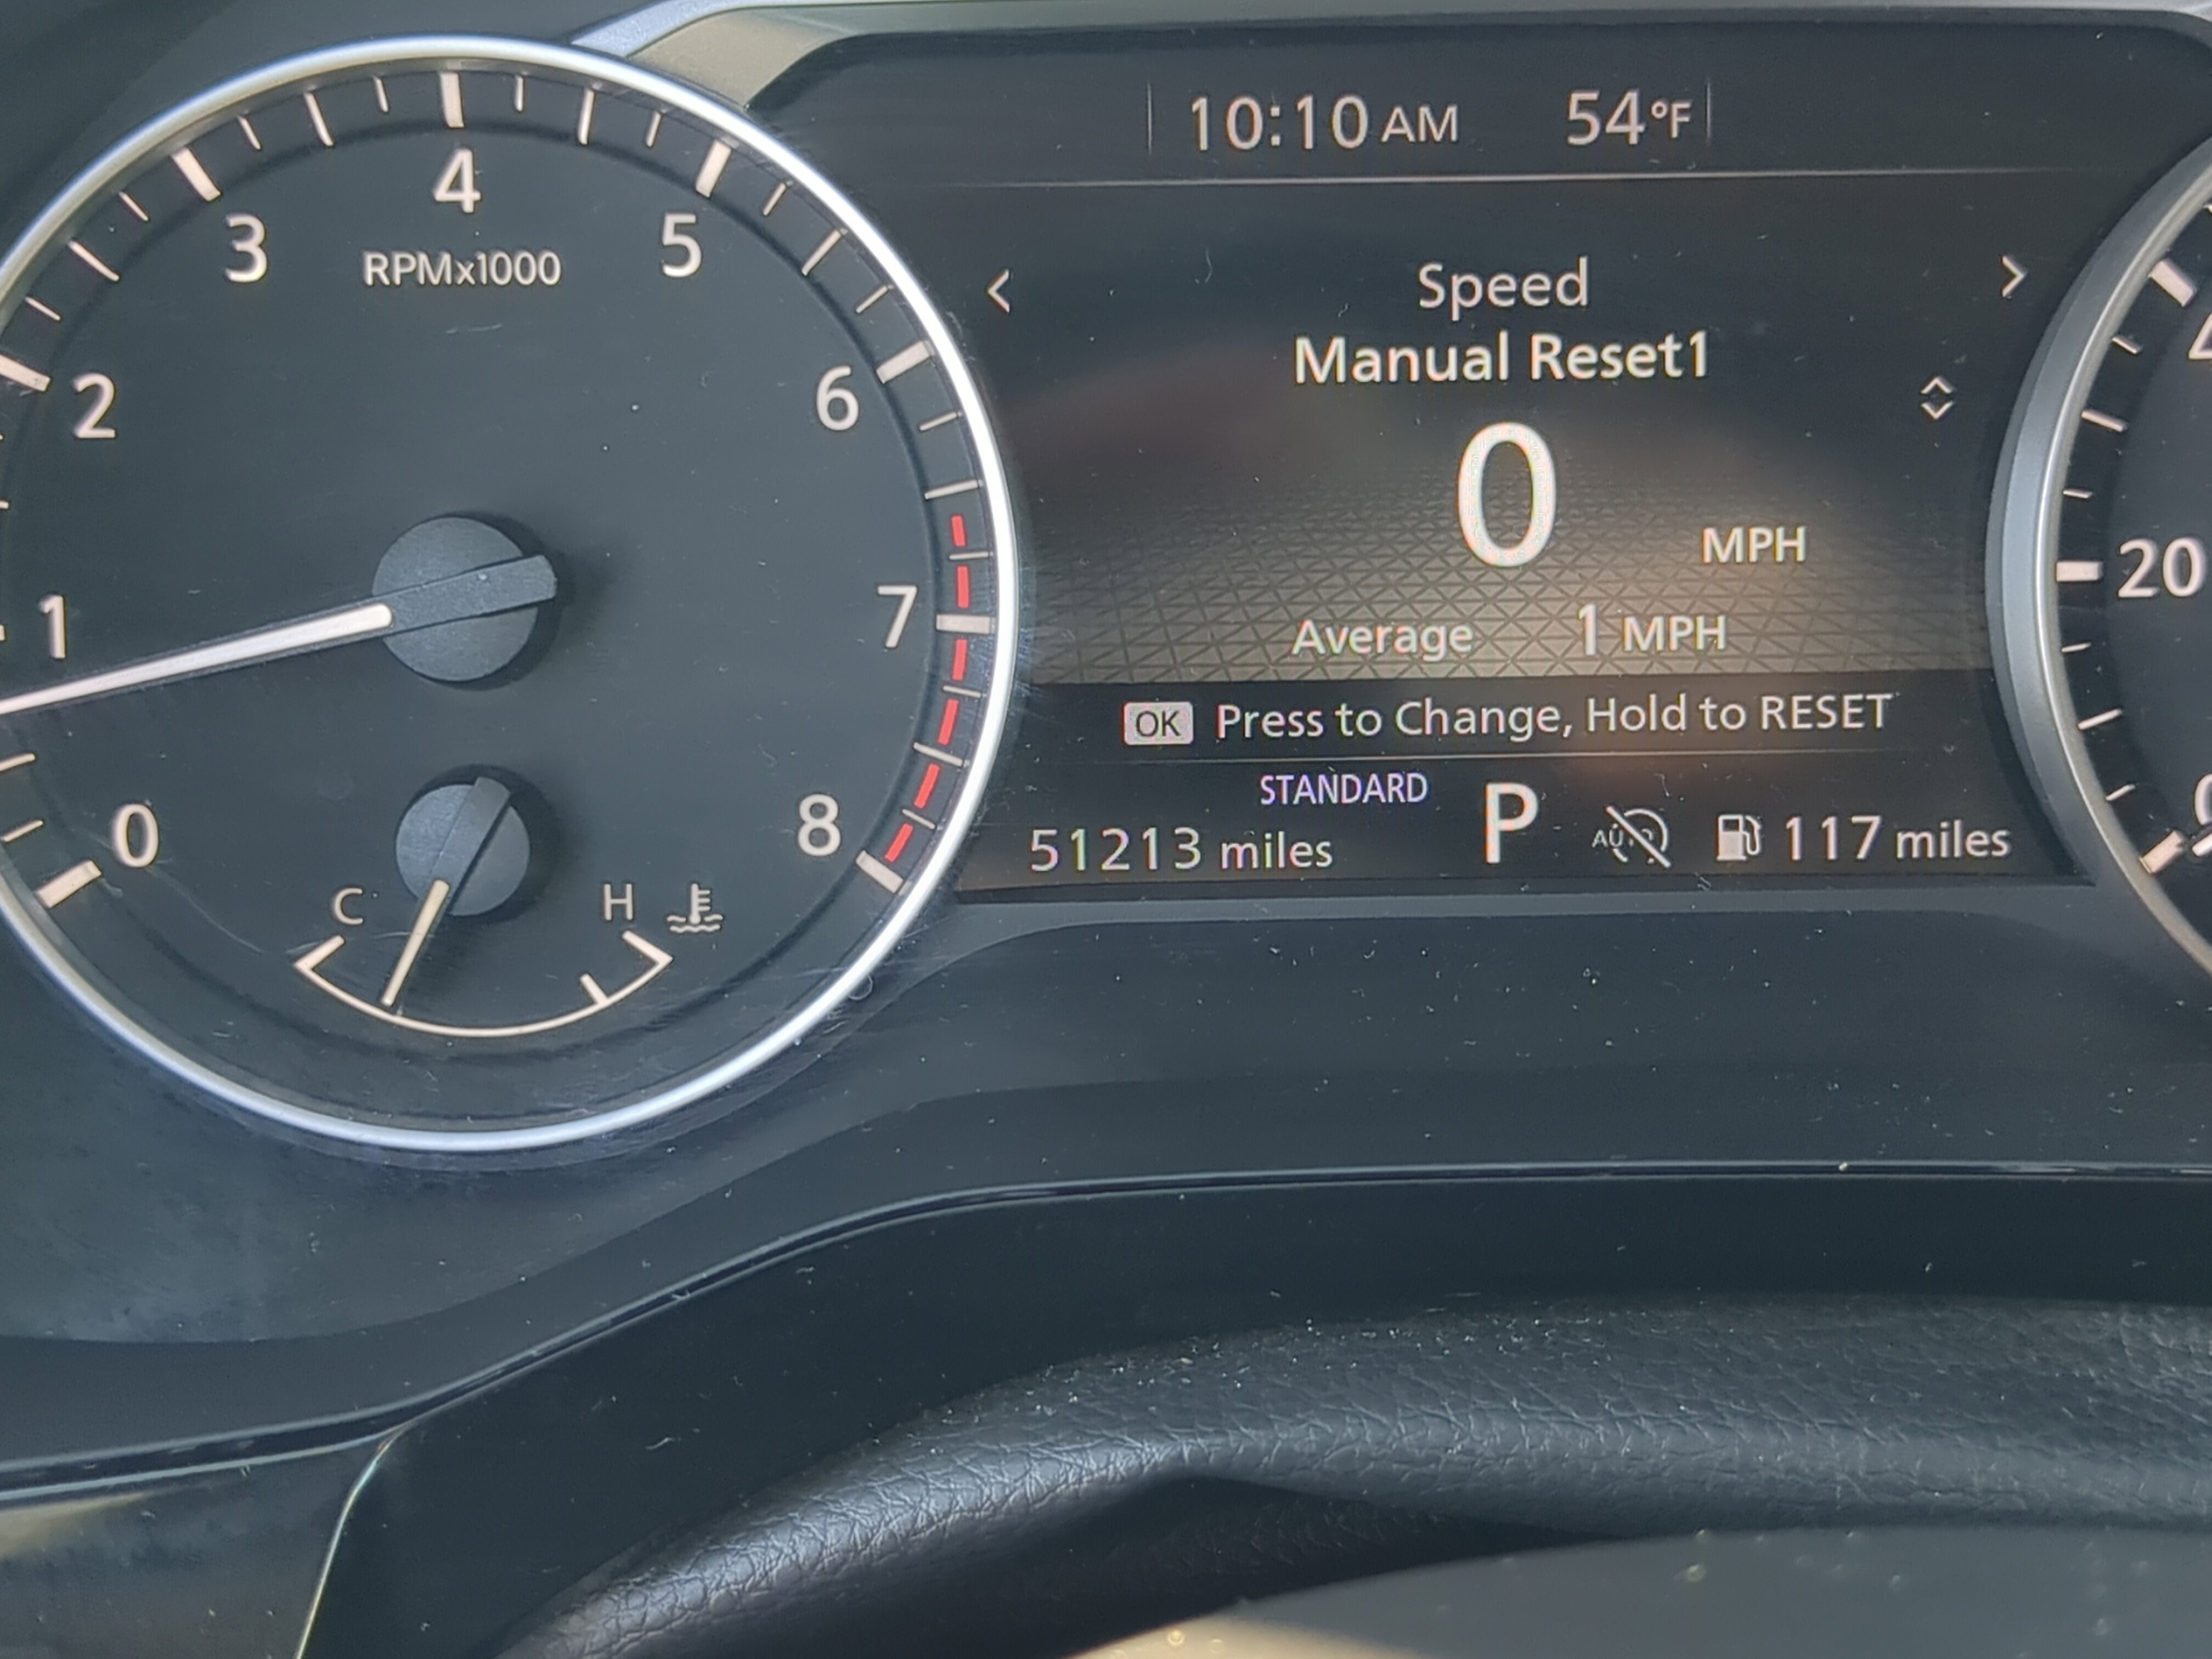 10:10 AM 54°F
Speed
Manual Reset1
0 MPH
Average 1 MPH
OK Press to Change, Hold to RESET
STANDARD
51213 miles P 117 miles
0
1
2
3
4
5
6
7
8
RPMx1000
C H
20
0